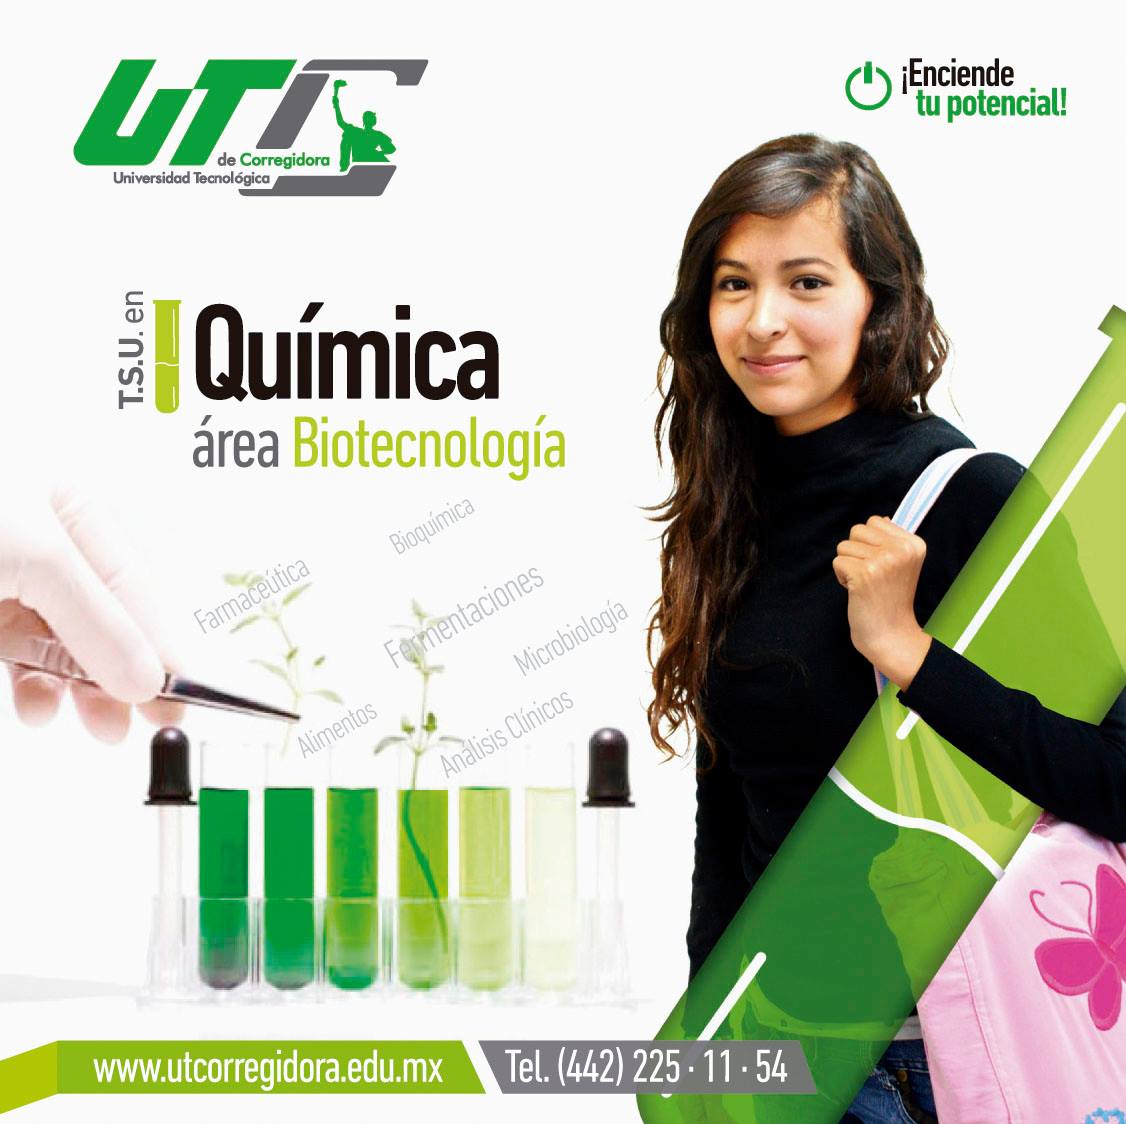 UTC
de Corregidora
Universidad Tecnológica
¡Enciende
tu potencial!
T.S.U. en
Química
área Biotecnología
Bioquímica
Farmaceútica
Fermentaciones
Microbiología
Alimentos
Análisis Clínicos
www.utcorregidora.edu.mx
Tel. (442) 225 · 11 · 54